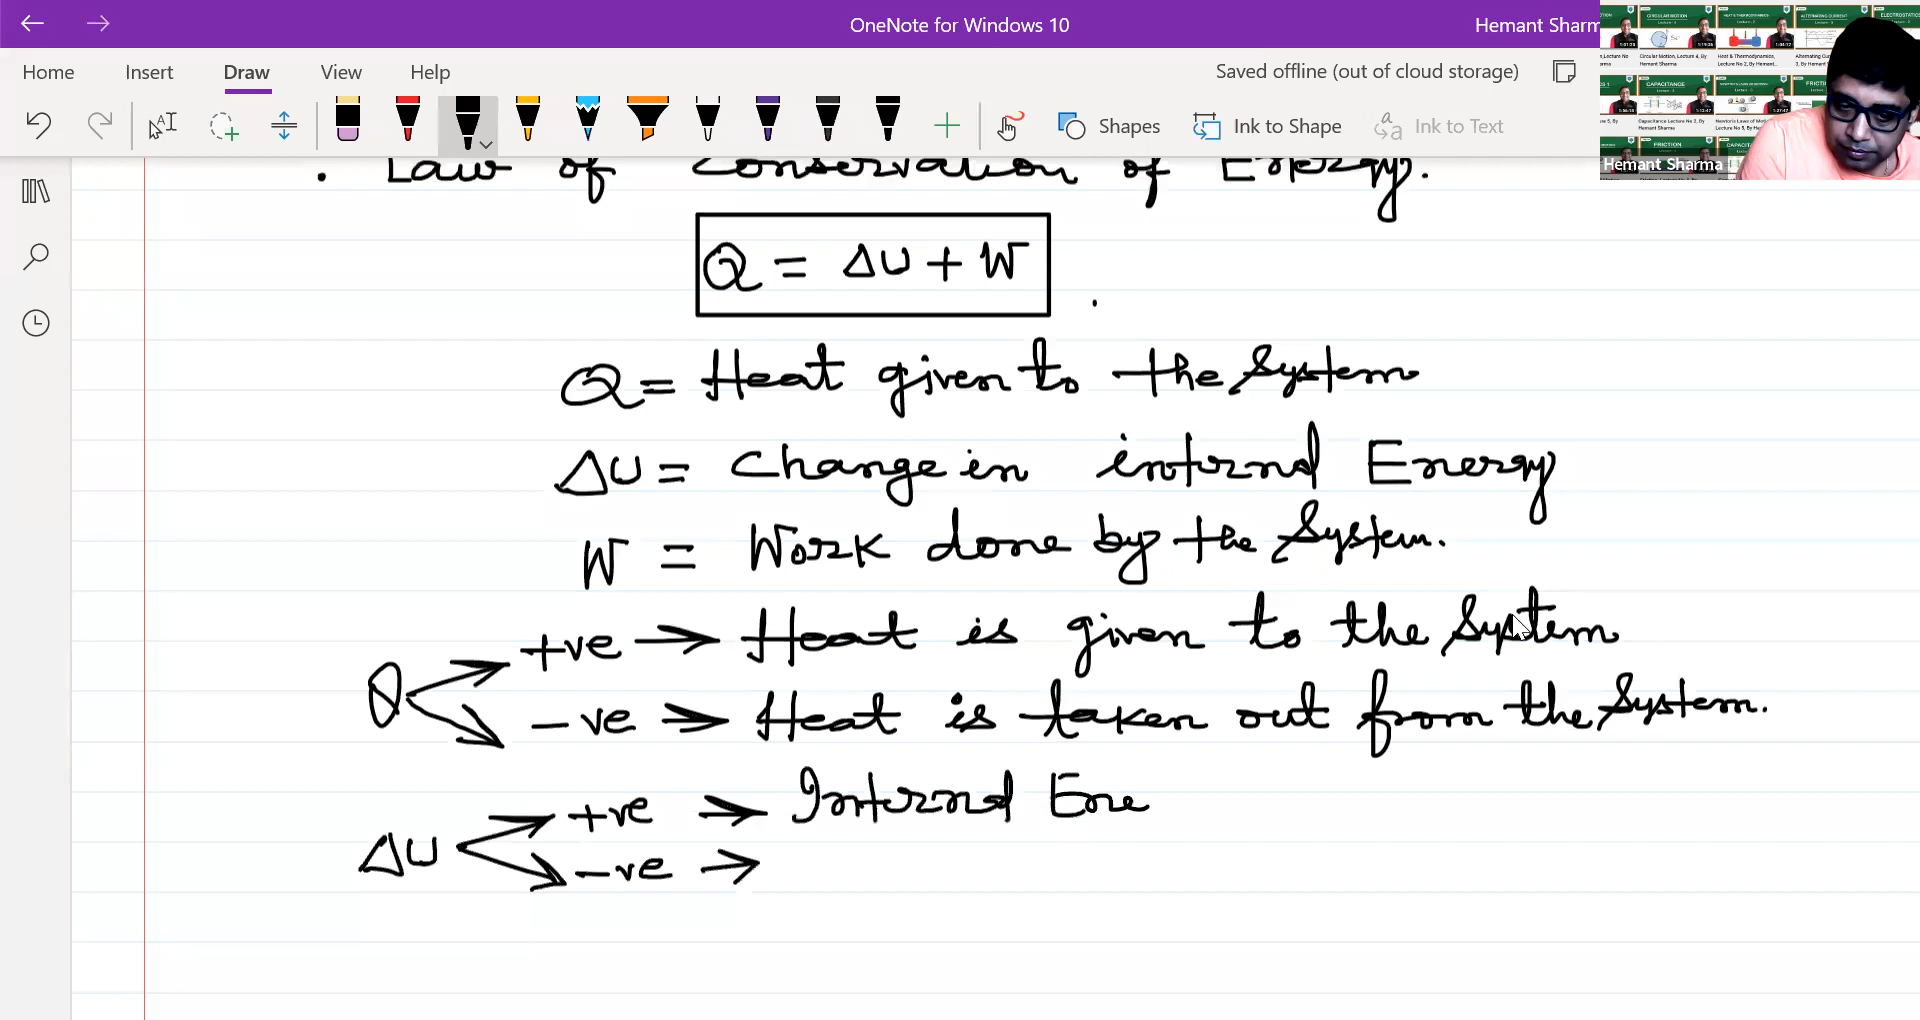 OneNote for Windows 10
Hemant Sharm
Home Insert Draw View Help
Saved offline (out of cloud storage)
Shapes Ink to Shape Ink to Text
Hemant Sharma
. Law of Conservation of Energy.
Q = ΔU + W
Q = Heat given to the System
ΔU = Change in internal Energy
W = Work done by the System.
Q +ve → Heat is given to the System
-ve → Heat is taken out from the System.
ΔU +ve → Internal Ene
-ve →